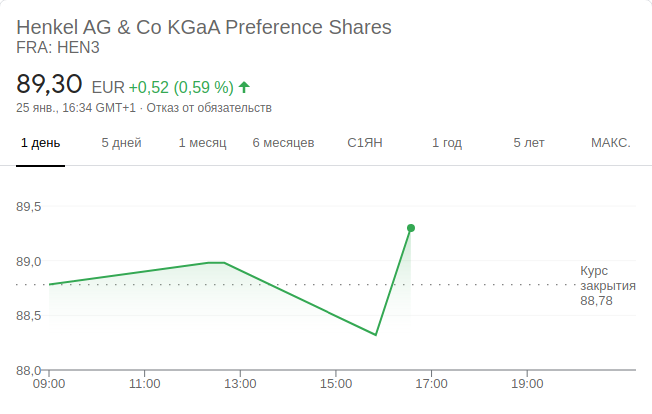 Henkel AG & Co KGaA Preference Shares
FRA: HEN3
89,30 EUR +0,52 (0,59 %)
25 янв., 16:34 GMT+1 · Отказ от обязательств
1 день 5 дней 1 месяц 6 месяцев С1ЯН 1 год 5 лет МАКС.
89,5
89,0
Курс
закрытия
88,78
88,5
88,0
09:00 11:00 13:00 15:00 17:00 19:00